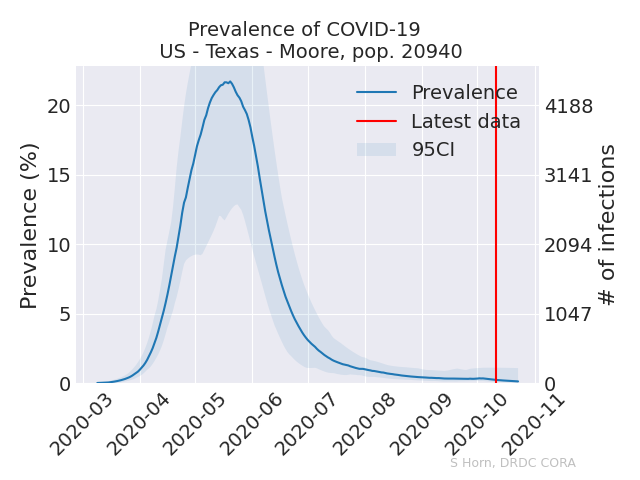 Prevalence of COVID-19
US - Texas - Moore, pop. 20940
Prevalence (%)
20
15
10
5
0
Prevalence
Latest data
95CI
4188
3141
2094
1047
0
# of infections
2020-03
2020-04
2020-05
2020-06
2020-07
2020-08
2020-09
2020-10
2020-11
S Horn, DRDC CORA